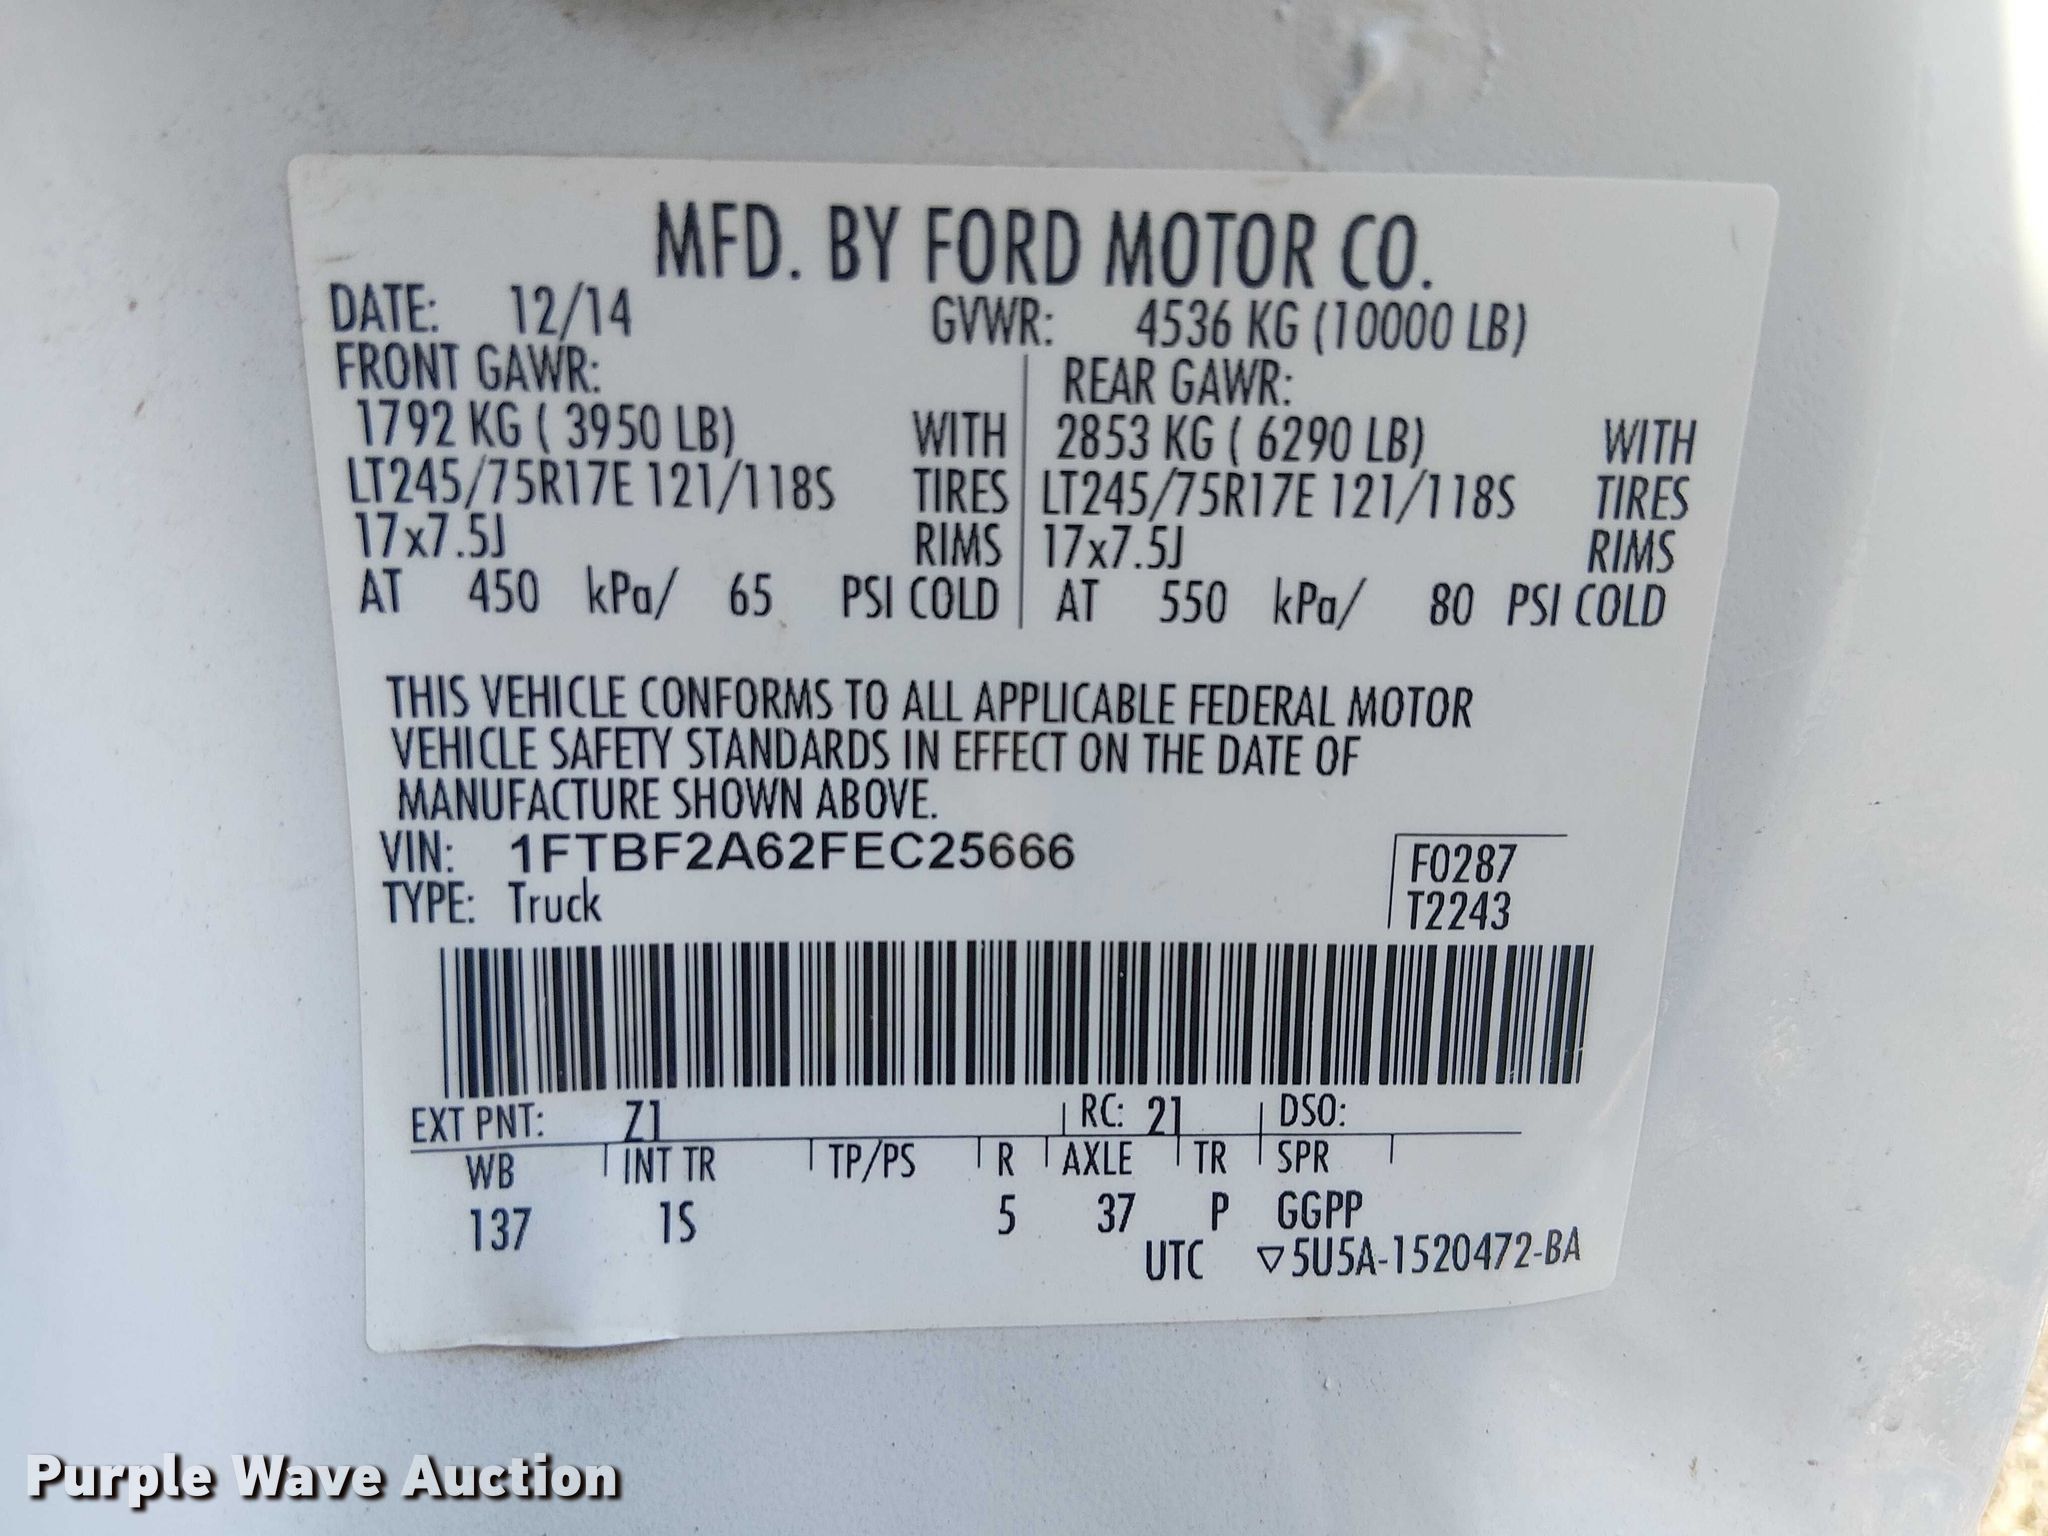 MFD. BY FORD MOTOR CO.
DATE: 12/14 GVWR: 4536 KG (10000 LB)
FRONT GAWR: REAR GAWR:
1792 KG ( 3950 LB) WITH 2853 KG ( 6290 LB) WITH
LT245/75R17E 121/118S TIRES LT245/75R17E 121/118S TIRES
17x7.5J RIMS 17x7.5J RIMS
AT 450 kPa/ 65 PSI COLD AT 550 kPa/ 80 PSI COLD
THIS VEHICLE CONFORMS TO ALL APPLICABLE FEDERAL MOTOR
VEHICLE SAFETY STANDARDS IN EFFECT ON THE DATE OF
MANUFACTURE SHOWN ABOVE.
VIN: 1FTBF2A62FEC25666 F0287
TYPE: Truck T2243
EXT PNT: Z1 RC: 21 DSO:
WB INT TR TP/PS R AXLE TR SPR
137 1S 5 37 P GGPP
UTC ▽5U5A-1520472-BA
Purple Wave Auction